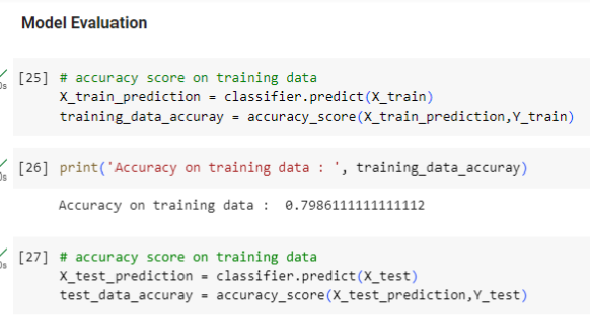 Model Evaluation
[25] # accuracy score on training data
X_train_prediction = classifier.predict(X_train)
training_data_accuray = accuracy_score(X_train_prediction,Y_train)
[26] print('Accuracy on training data : ', training_data_accuray)
Accuracy on training data :  0.7986111111111112
[27] # accuracy score on training data
X_test_prediction = classifier.predict(X_test)
test_data_accuray = accuracy_score(X_test_prediction,Y_test)